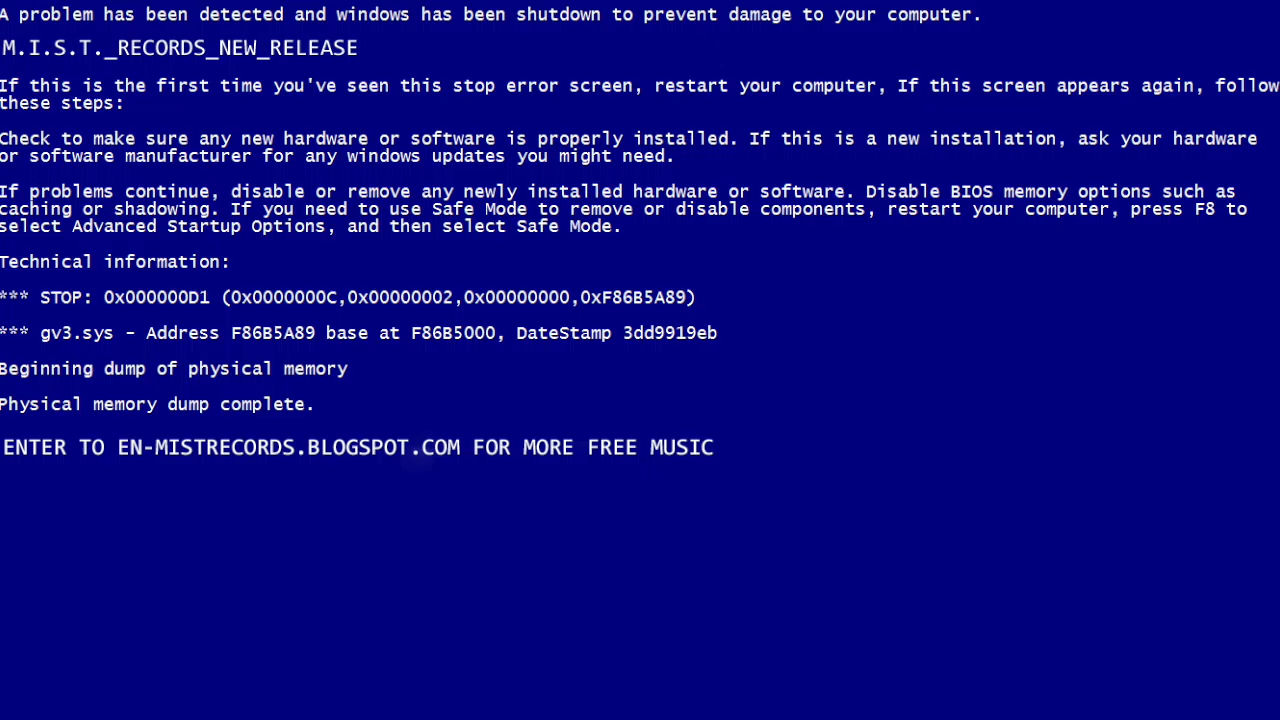 A problem has been detected and windows has been shutdown to prevent damage to your computer.
M.I.S.T._RECORDS_NEW_RELEASE
If this is the first time you've seen this stop error screen, restart your computer, If this screen appears again, follow
these steps:
Check to make sure any new hardware or software is properly installed. If this is a new installation, ask your hardware
or software manufacturer for any windows updates you might need.
If problems continue, disable or remove any newly installed hardware or software. Disable BIOS memory options such as
caching or shadowing. If you need to use Safe Mode to remove or disable components, restart your computer, press F8 to
select Advanced Startup Options, and then select Safe Mode.
Technical information:
*** STOP: 0x000000D1 (0x0000000C,0x00000002,0x00000000,0xF86B5A89)
*** gv3.sys - Address F86B5A89 base at F86B5000, DateStamp 3dd9919eb
Beginning dump of physical memory
Physical memory dump complete.
ENTER TO EN-MISTRECORDS.BLOGSPOT.COM FOR MORE FREE MUSIC